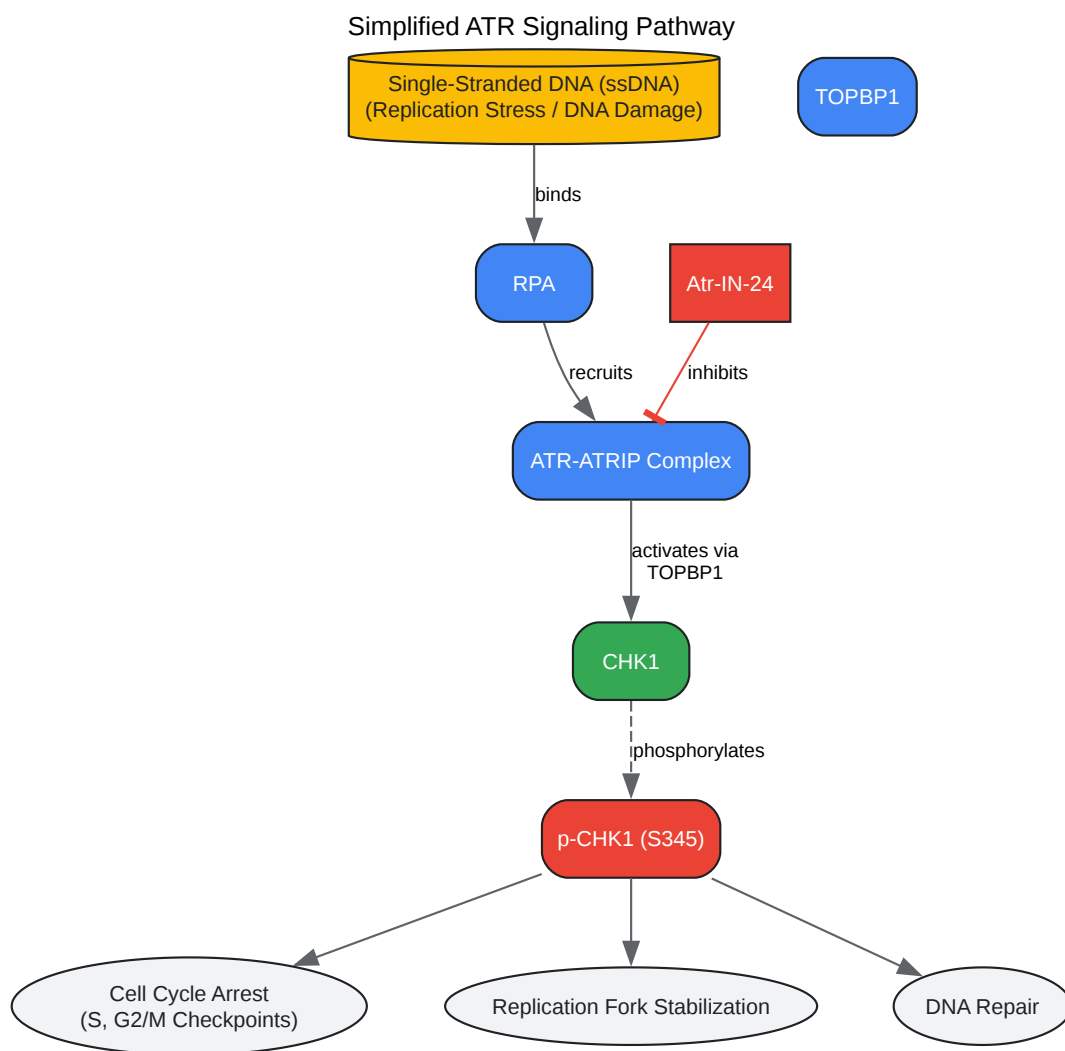 Simplified ATR Signaling Pathway
Single-Stranded DNA (ssDNA)
(Replication Stress / DNA Damage)
TOPBP1
binds
RPA
Atr-IN-24
recruits
inhibits
ATR-ATRIP Complex
activates via
TOPBP1
CHK1
phosphorylates
p-CHK1 (S345)
Cell Cycle Arrest
(S, G2/M Checkpoints)
Replication Fork Stabilization
DNA Repair